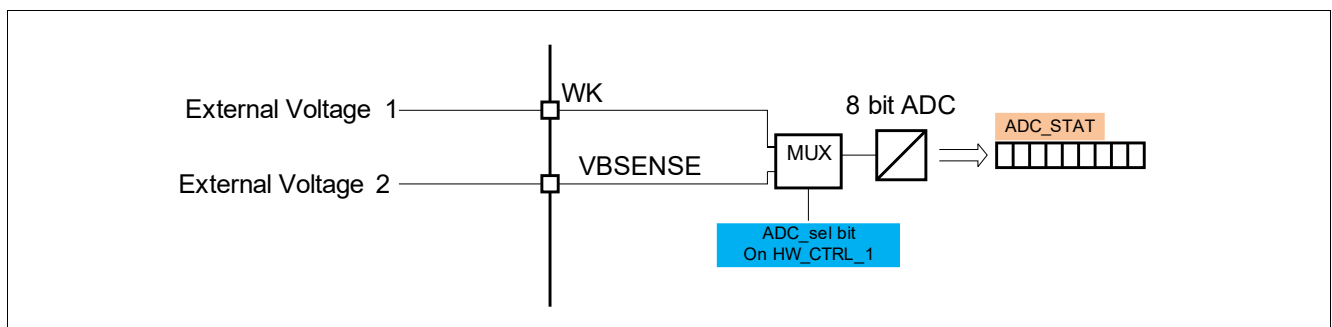 External Voltage 1
WK
8 bit ADC
ADC_STAT
MUX
VBSENSE
External Voltage 2
ADC_sel bit
On HW_CTRL_1